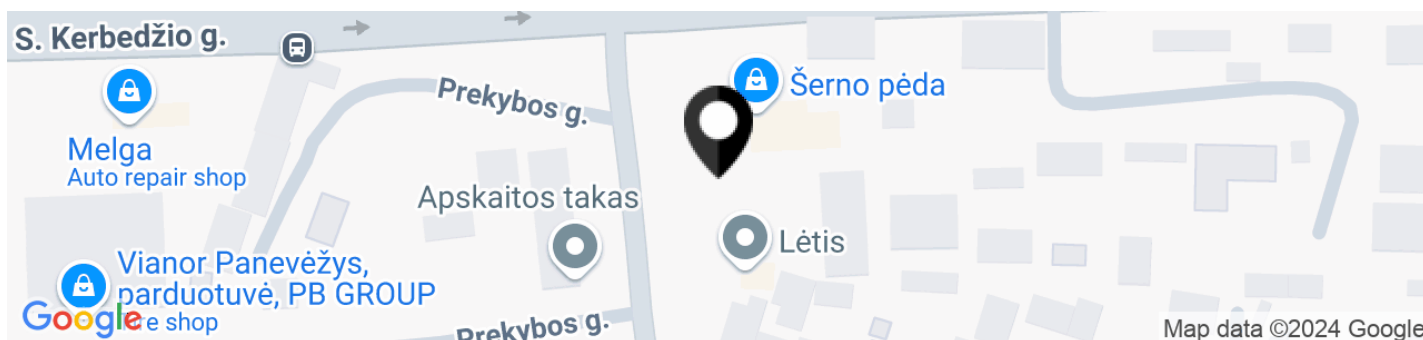 S. Kerbedžio g.
Prekybos g.
Šerno pėda
Melga
Auto repair shop
Apskaitos takas
Lėtis
Vianor Panevėžys,
parduotuvė, PB GROUP
shop
Google
Prekybos g.
Map data ©2024 Google